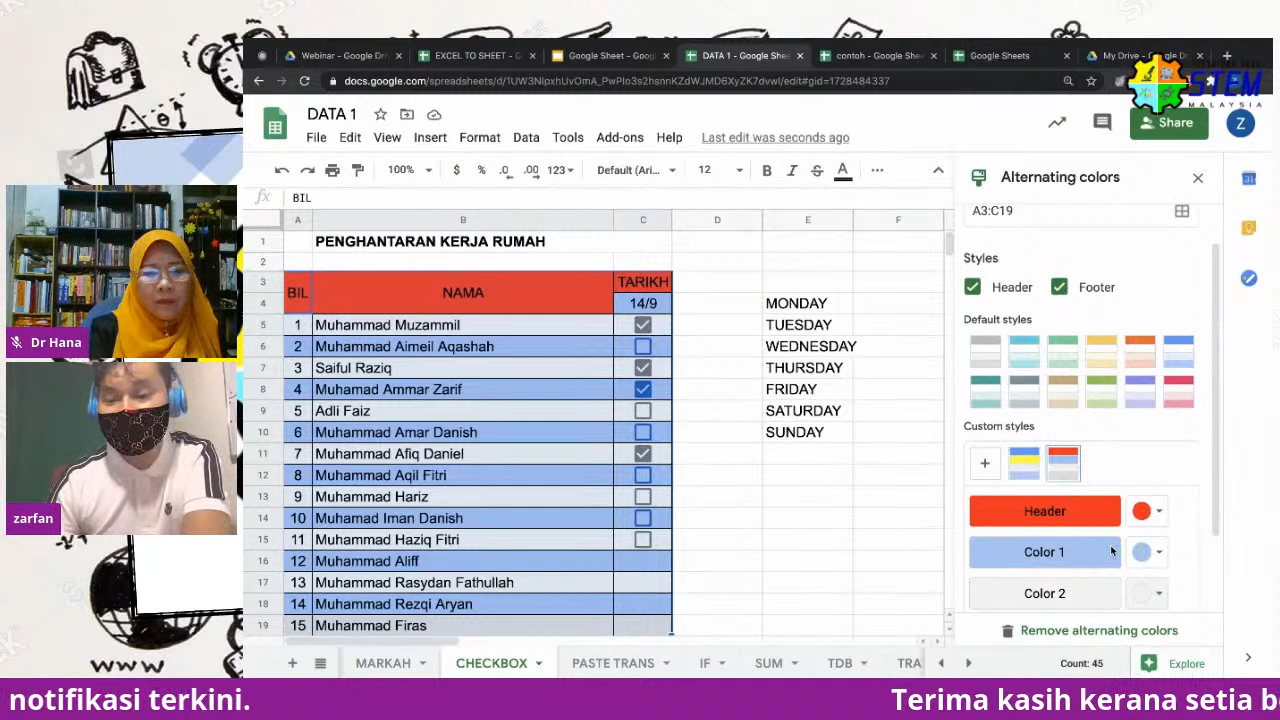 Webinar - Google Dri
EXCEL TO SHEET - G
Google Sheet - Goog
DATA 1 - Google Shee
contoh - Google Shee
Google Sheets
My Drive - Google Dr
STEM
MALAYSIA
DATA 1
File Edit View Insert Format Data Tools Add-ons Help Last edit was seconds ago
Share
Z
100% $ % .0 .00 123 Default (Ari... 12 B I S A
fx BIL
A B C D E F
1 PENGHANTARAN KERJA RUMAH
2
3 BIL NAMA TARIKH
4 14/9 MONDAY
5 1 Muhammad Muzammil TUESDAY
6 2 Muhammad Aimeil Aqashah WEDNESDAY
7 3 Saiful Raziq THURSDAY
8 4 Muhamad Ammar Zarif FRIDAY
9 5 Adli Faiz SATURDAY
10 6 Muhammad Amar Danish SUNDAY
11 7 Muhammad Afiq Daniel
12 8 Muhammad Aqil Fitri
13 9 Muhammad Hariz
14 10 Muhamad Iman Danish
15 11 Muhammad Haziq Fitri
16 12 Muhammad Aliff
17 13 Muhammad Rasydan Fathullah
18 14 Muhammad Rezqi Aryan
19 15 Muhammad Firas
Alternating colors
A3:C19
Styles
Header Footer
Default styles
Custom styles
Header
Color 1
Color 2
Remove alternating colors
MARKAH CHECKBOX PASTE TRANS IF SUM TDB TRA
Count: 45
Explore
31
Dr Hana
zarfan
www
notifikasi terkini.
Terima kasih kerana setia b